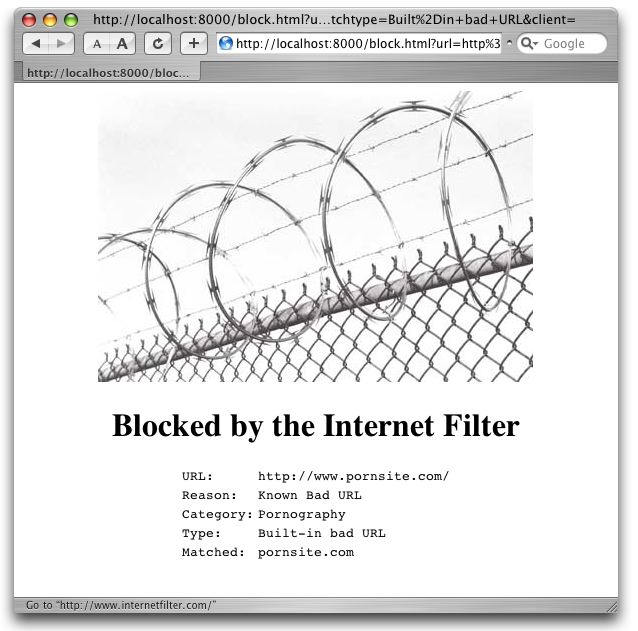 http://localhost:8000/block.html?u...tchtype=Built%2Din+bad+URL&client=
A A
http://localhost:8000/block.html?url=http%3
Google
http://localhost:8000/bloc...
Blocked by the Internet Filter
URL: http://www.pornsite.com/
Reason: Known Bad URL
Category: Pornography
Type: Built-in bad URL
Matched: pornsite.com
Go to “http://www.internetfilter.com/”